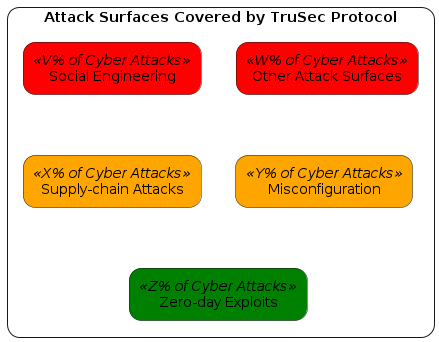 Attack Surfaces Covered by TruSec Protocol
«V% of Cyber Attacks»
Social Engineering
«W% of Cyber Attacks»
Other Attack Surfaces
«X% of Cyber Attacks»
Supply-chain Attacks
«Y% of Cyber Attacks»
Misconfiguration
«Z% of Cyber Attacks»
Zero-day Exploits